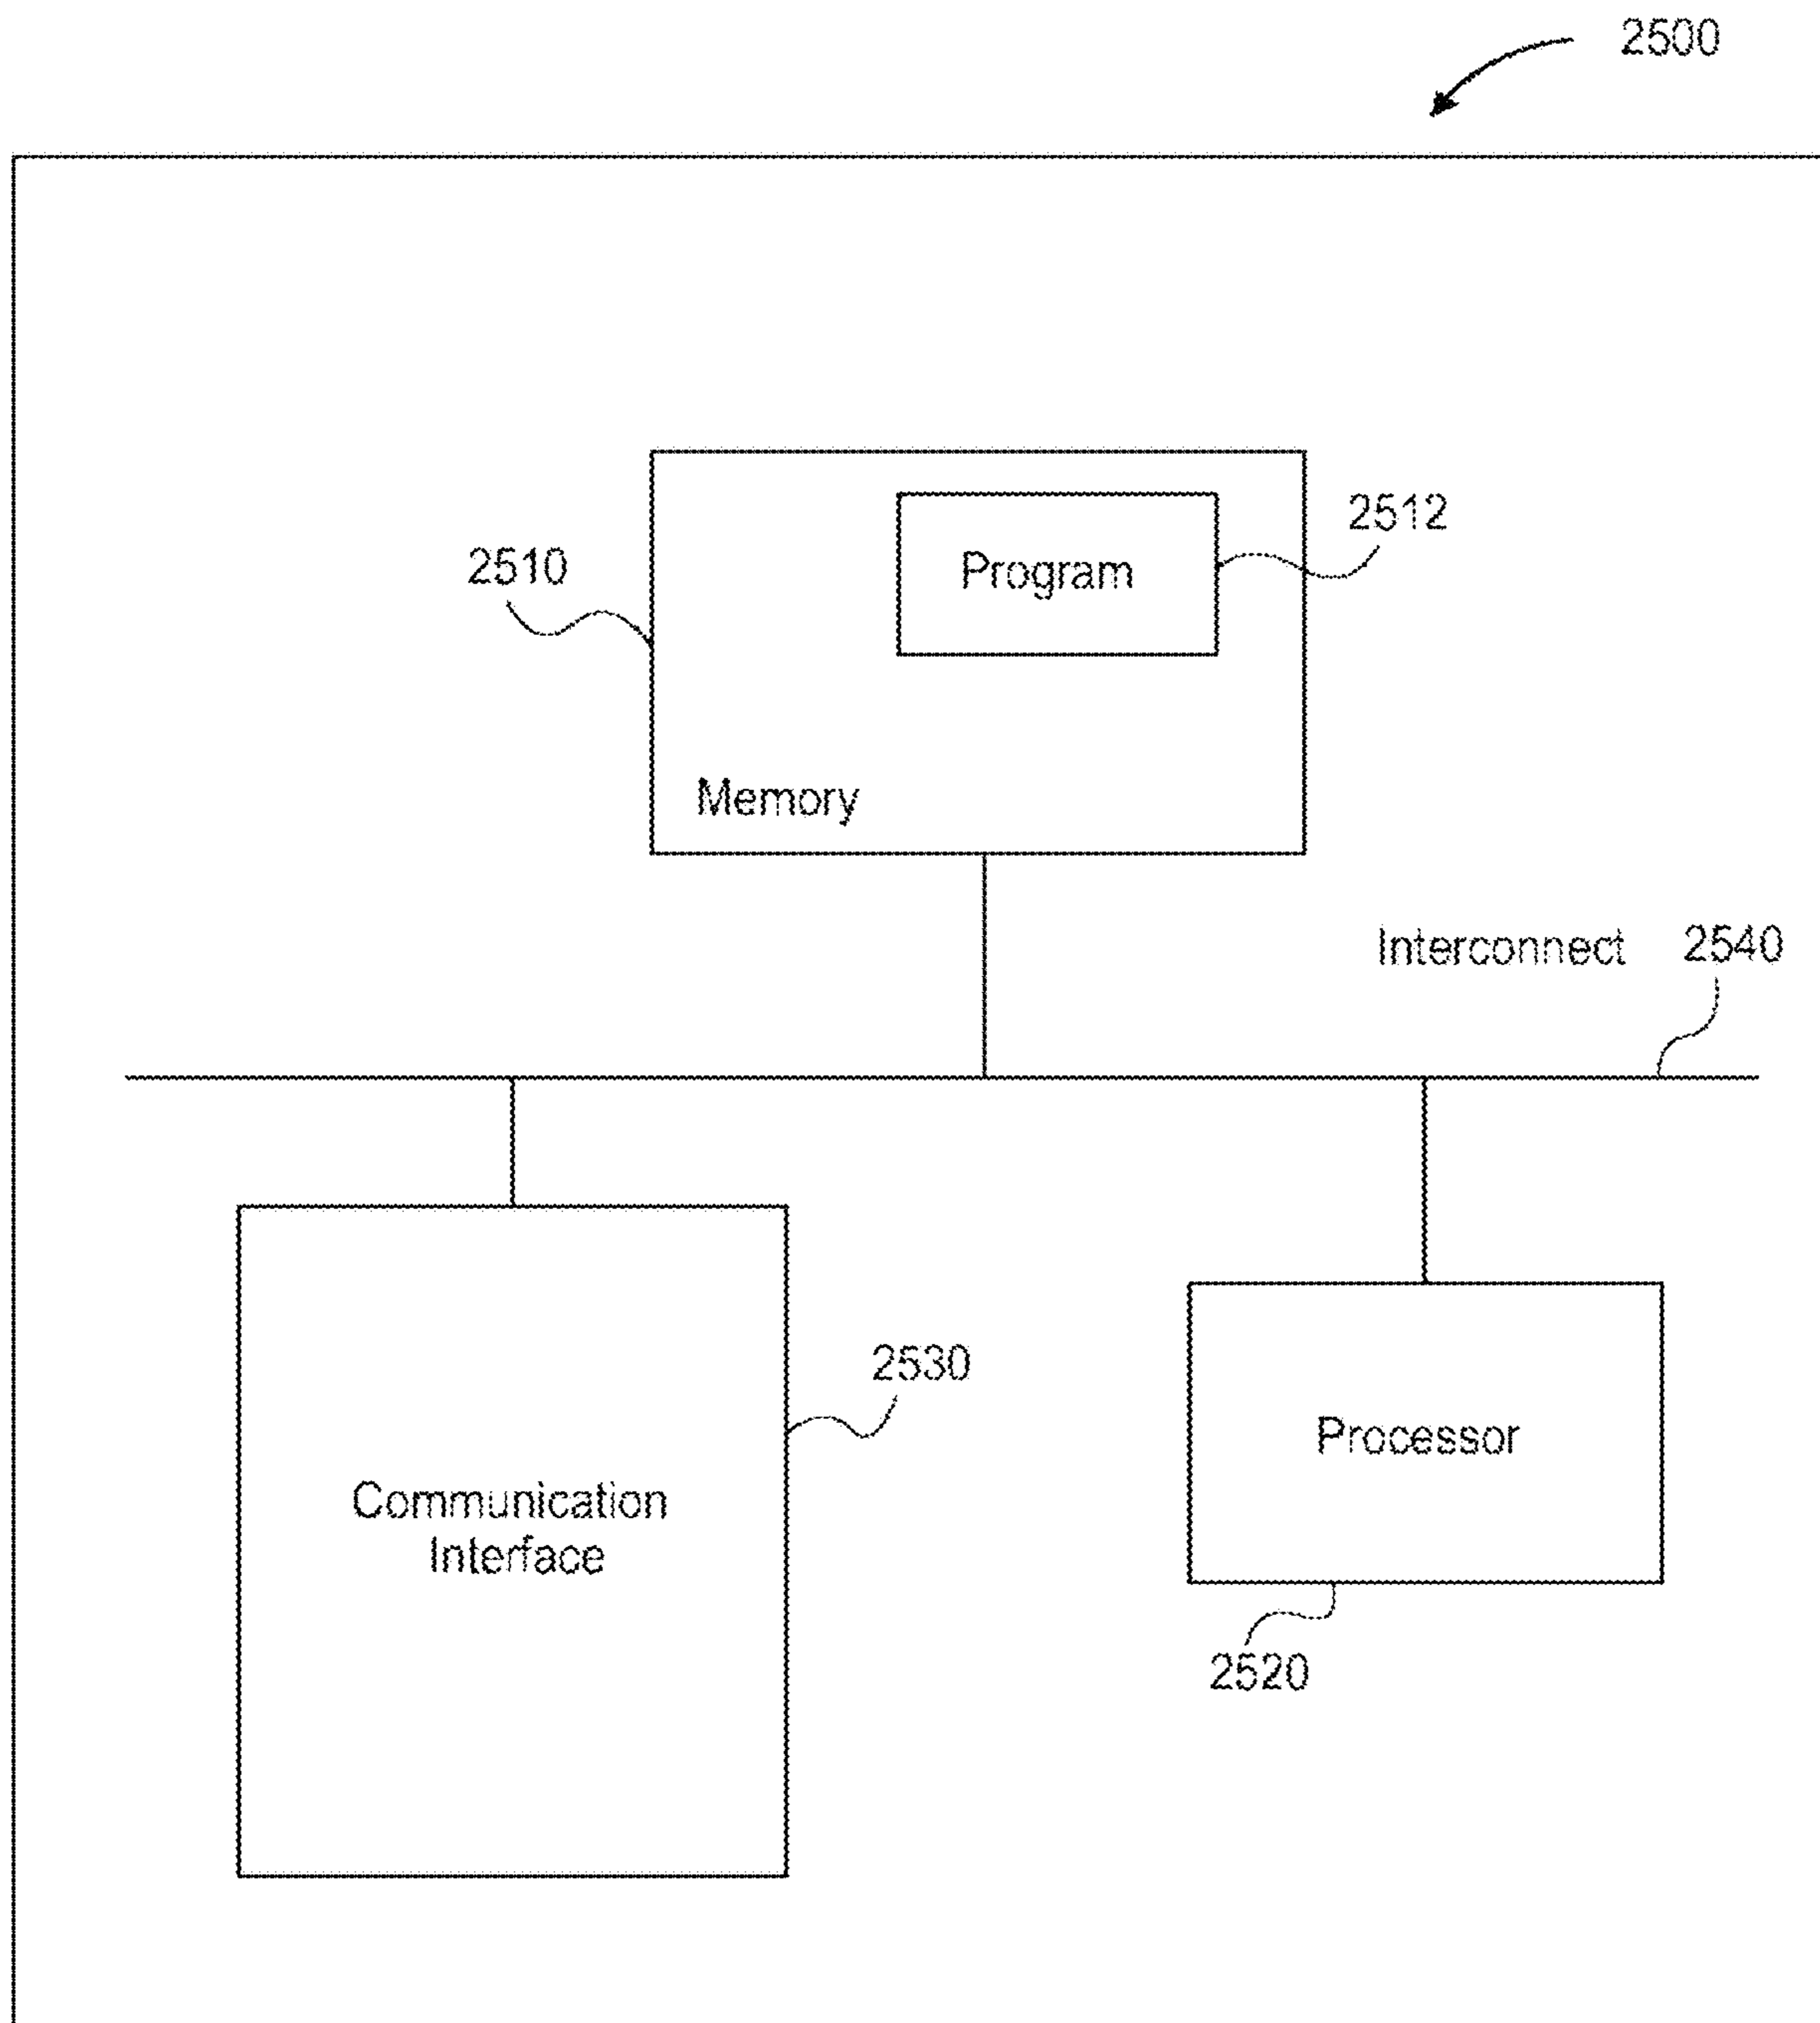 2500
2512
Program
2510
Memory
Interconnect 2540
2530
Processor
Communication
Interface
2520